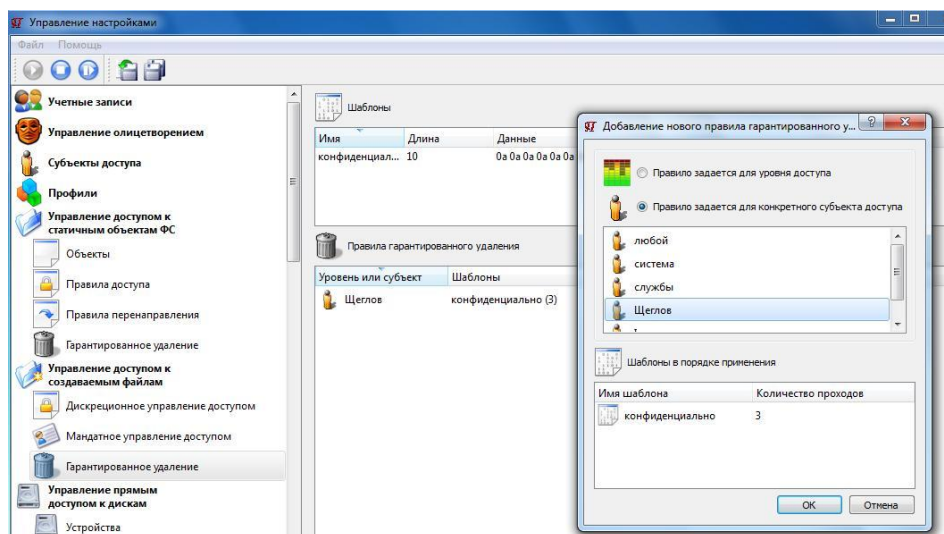 Управление настройками
Файл Помощь
Учетные записи
Управление олицетворением
Субъекты доступа
Профили
Управление доступом к
статичным объектам ФС
Объекты
Правила доступа
Правила перенаправления
Гарантированное удаление
Управление доступом к
создаваемым файлам
Дискреционное управление доступом
Мандатное управление доступом
Гарантированное удаление
Управление прямым
доступом к дискам
Устройства
Шаблоны
Имя Длина Данные
конфиденциал... 10 0a 0a 0a 0a 0a 0a
Правила гарантированного удаления
Уровень или субъект Шаблоны
Щеглов конфиденциально (3)
Добавление нового правила гарантированного у...
Правило задается для уровня доступа
Правило задается для конкретного субъекта доступа
любой
система
службы
Щеглов
Шаблоны в порядке применения
Имя шаблона Количество проходов
конфиденциально 3
OK Отмена